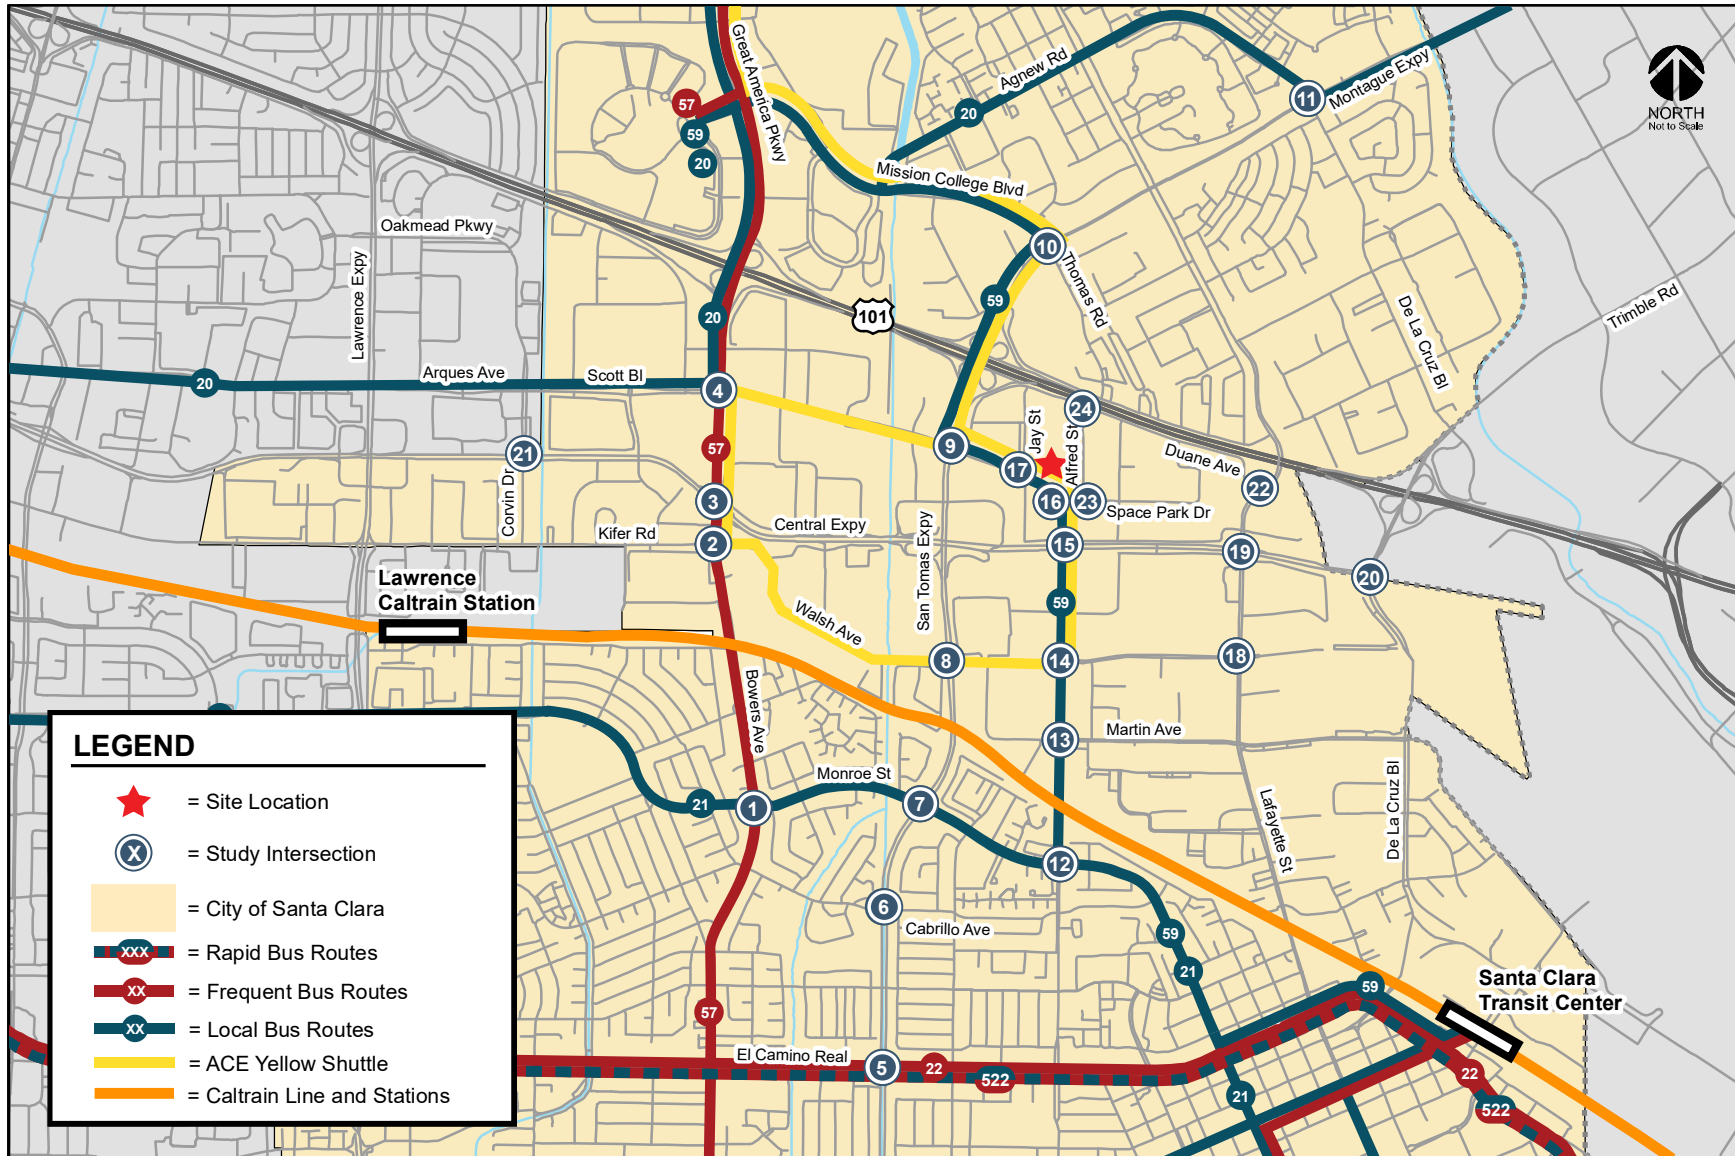 Great America Pkwy
Agnew Rd
20
11
Montague Expy
NORTH
Not to Scale
57
59
20
Mission College Blvd
Oakmead Pkwy
10
Thomas Rd
Lawrence Expy
20
101
59
De La Cruz Bl
Trimble Rd
20
Arques Ave
Scott Bl
4
24
Jay St
Alfred St
57
9
17
21
Corvin Dr
Duane Ave
22
3
16
23
Space Park Dr
Central Expy
Kifer Rd
2
15
19
20
San Tomas Expy
Lawrence
Caltrain Station
59
Walsh Ave
8
14
18
Bowers Ave
13
Martin Ave
Monroe St
21
1
7
De La Cruz Bl
Lafayette St
12
6
Cabrillo Ave
59
21
59
Santa Clara
Transit Center
57
El Camino Real
5
22
522
21
22
522
LEGEND
= Site Location
X
= Study Intersection
= City of Santa Clara
XXX
= Rapid Bus Routes
XX
= Frequent Bus Routes
XX
= Local Bus Routes
= ACE Yellow Shuttle
= Caltrain Line and Stations